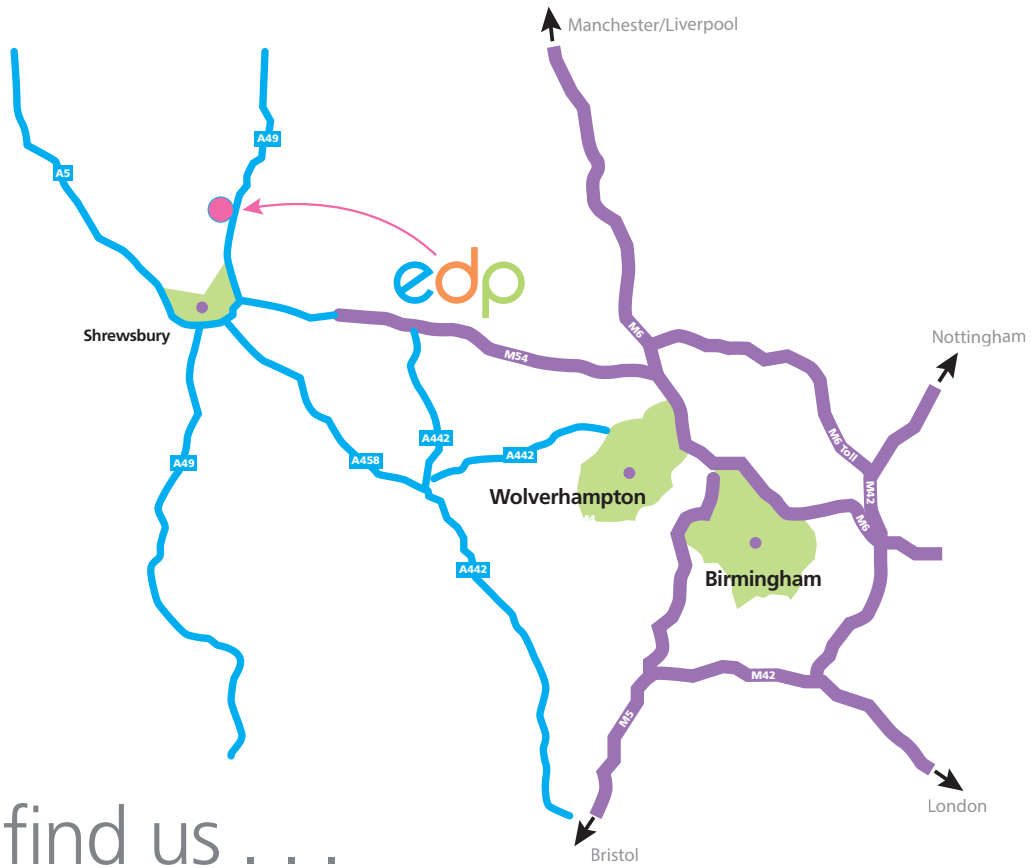 Manchester/Liverpool
A49
A5
edp
Shrewsbury
M6
Nottingham
M54
M6 Toll
A442
A442
A458
A49
Wolverhampton
M42
M6
A442
Birmingham
M42
M5
London
find us . . .
Bristol